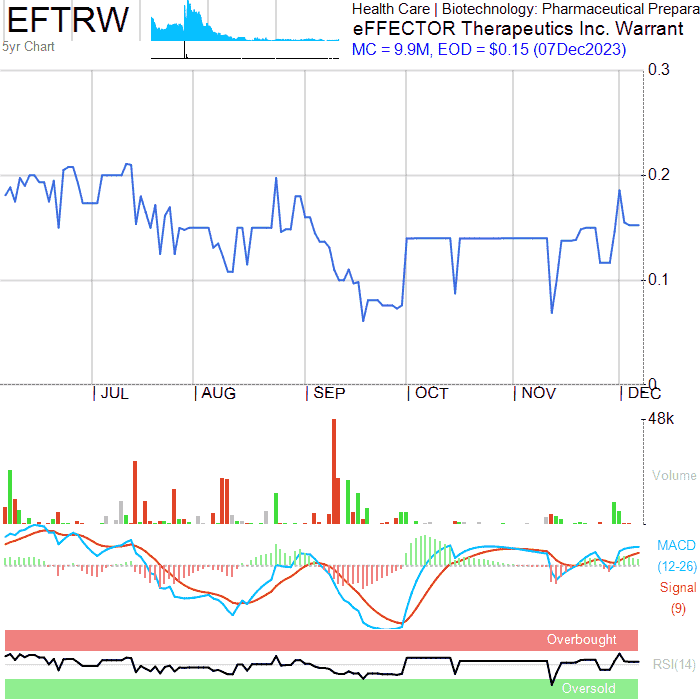 EFTRW
5yr Chart
Health Care | Biotechnology: Pharmaceutical Prepara
eFFECTOR Therapeutics Inc. Warrant
MC = 9.9M, EOD = $0.15 (07Dec2023)
0.3
0.2
0.1
0
JUL
AUG
SEP
OCT
NOV
DEC
48K
Volume
MACD
(12-26)
Signal
(9)
Overbought
RSI(14)
Oversold